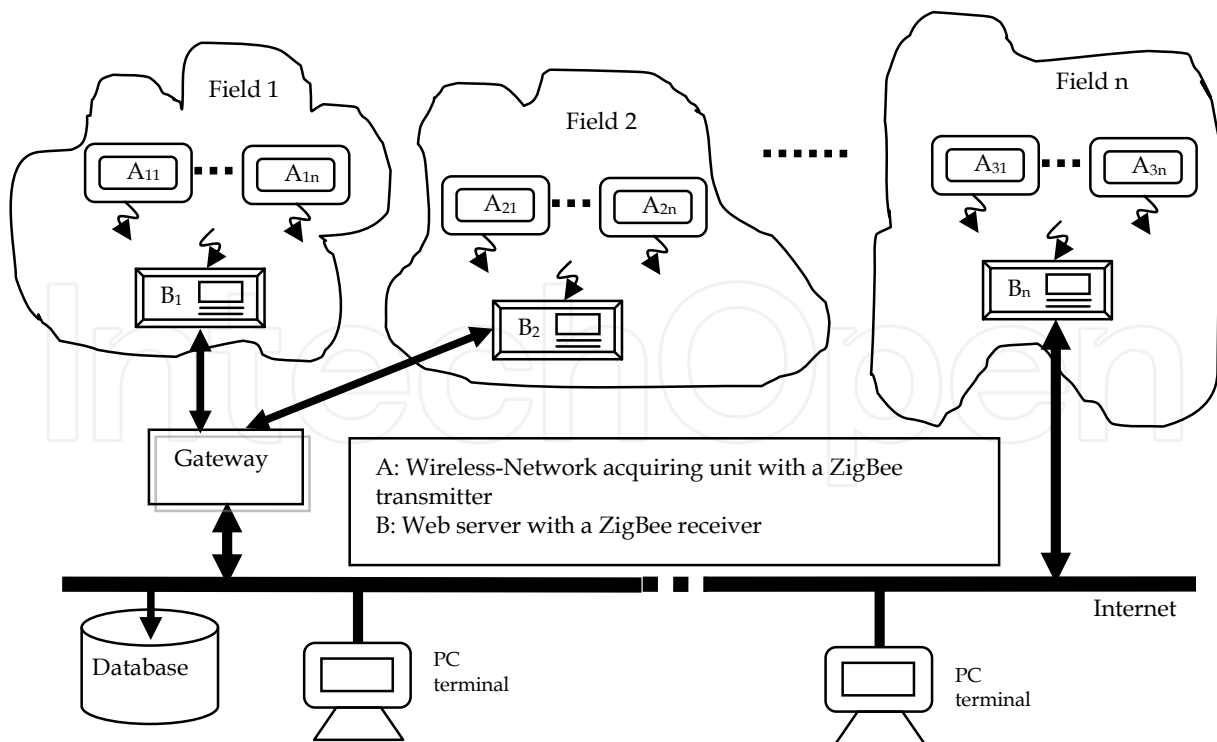 Field 1
Field 2
Field n
A11
A1n
A21
A2n
A31
A3n
B1
B2
Bn
IntechOpen
Gateway
A: Wireless-Network acquiring unit with a ZigBee
transmitter
B: Web server with a ZigBee receiver
Internet
Database
PC
terminal
PC
terminal